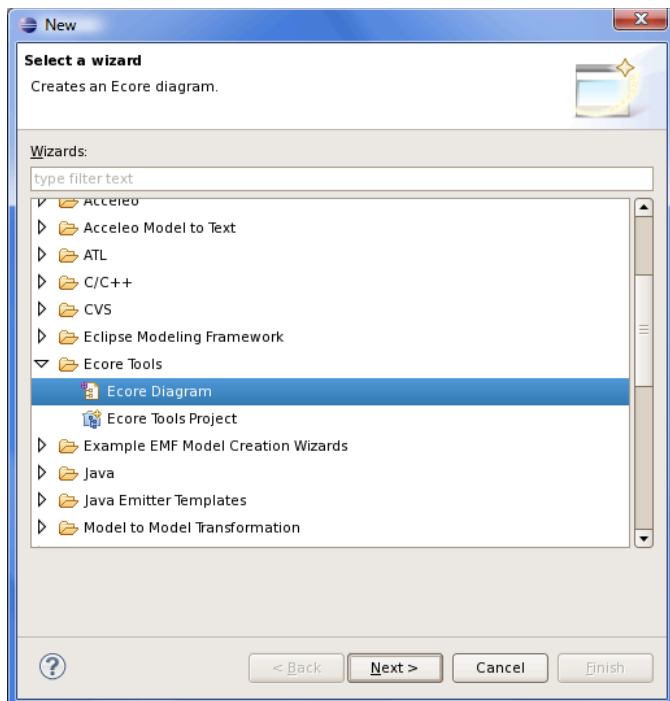 New
Select a wizard
Creates an Ecore diagram.
Wizards:
type filter text
Acceleo
Acceleo Model to Text
ATL
C/C++
CVS
Eclipse Modeling Framework
Ecore Tools
Ecore Diagram
Ecore Tools Project
Example EMF Model Creation Wizards
Java
Java Emitter Templates
Model to Model Transformation
< Back Next > Cancel Finish